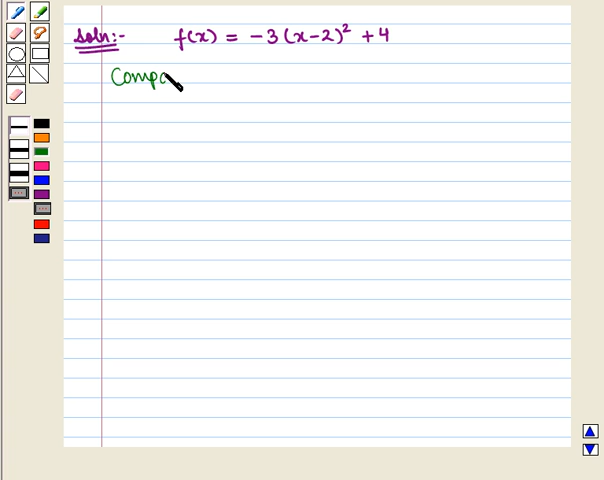 Soln:- f(x) = -3(x-2)² + 4
Compa